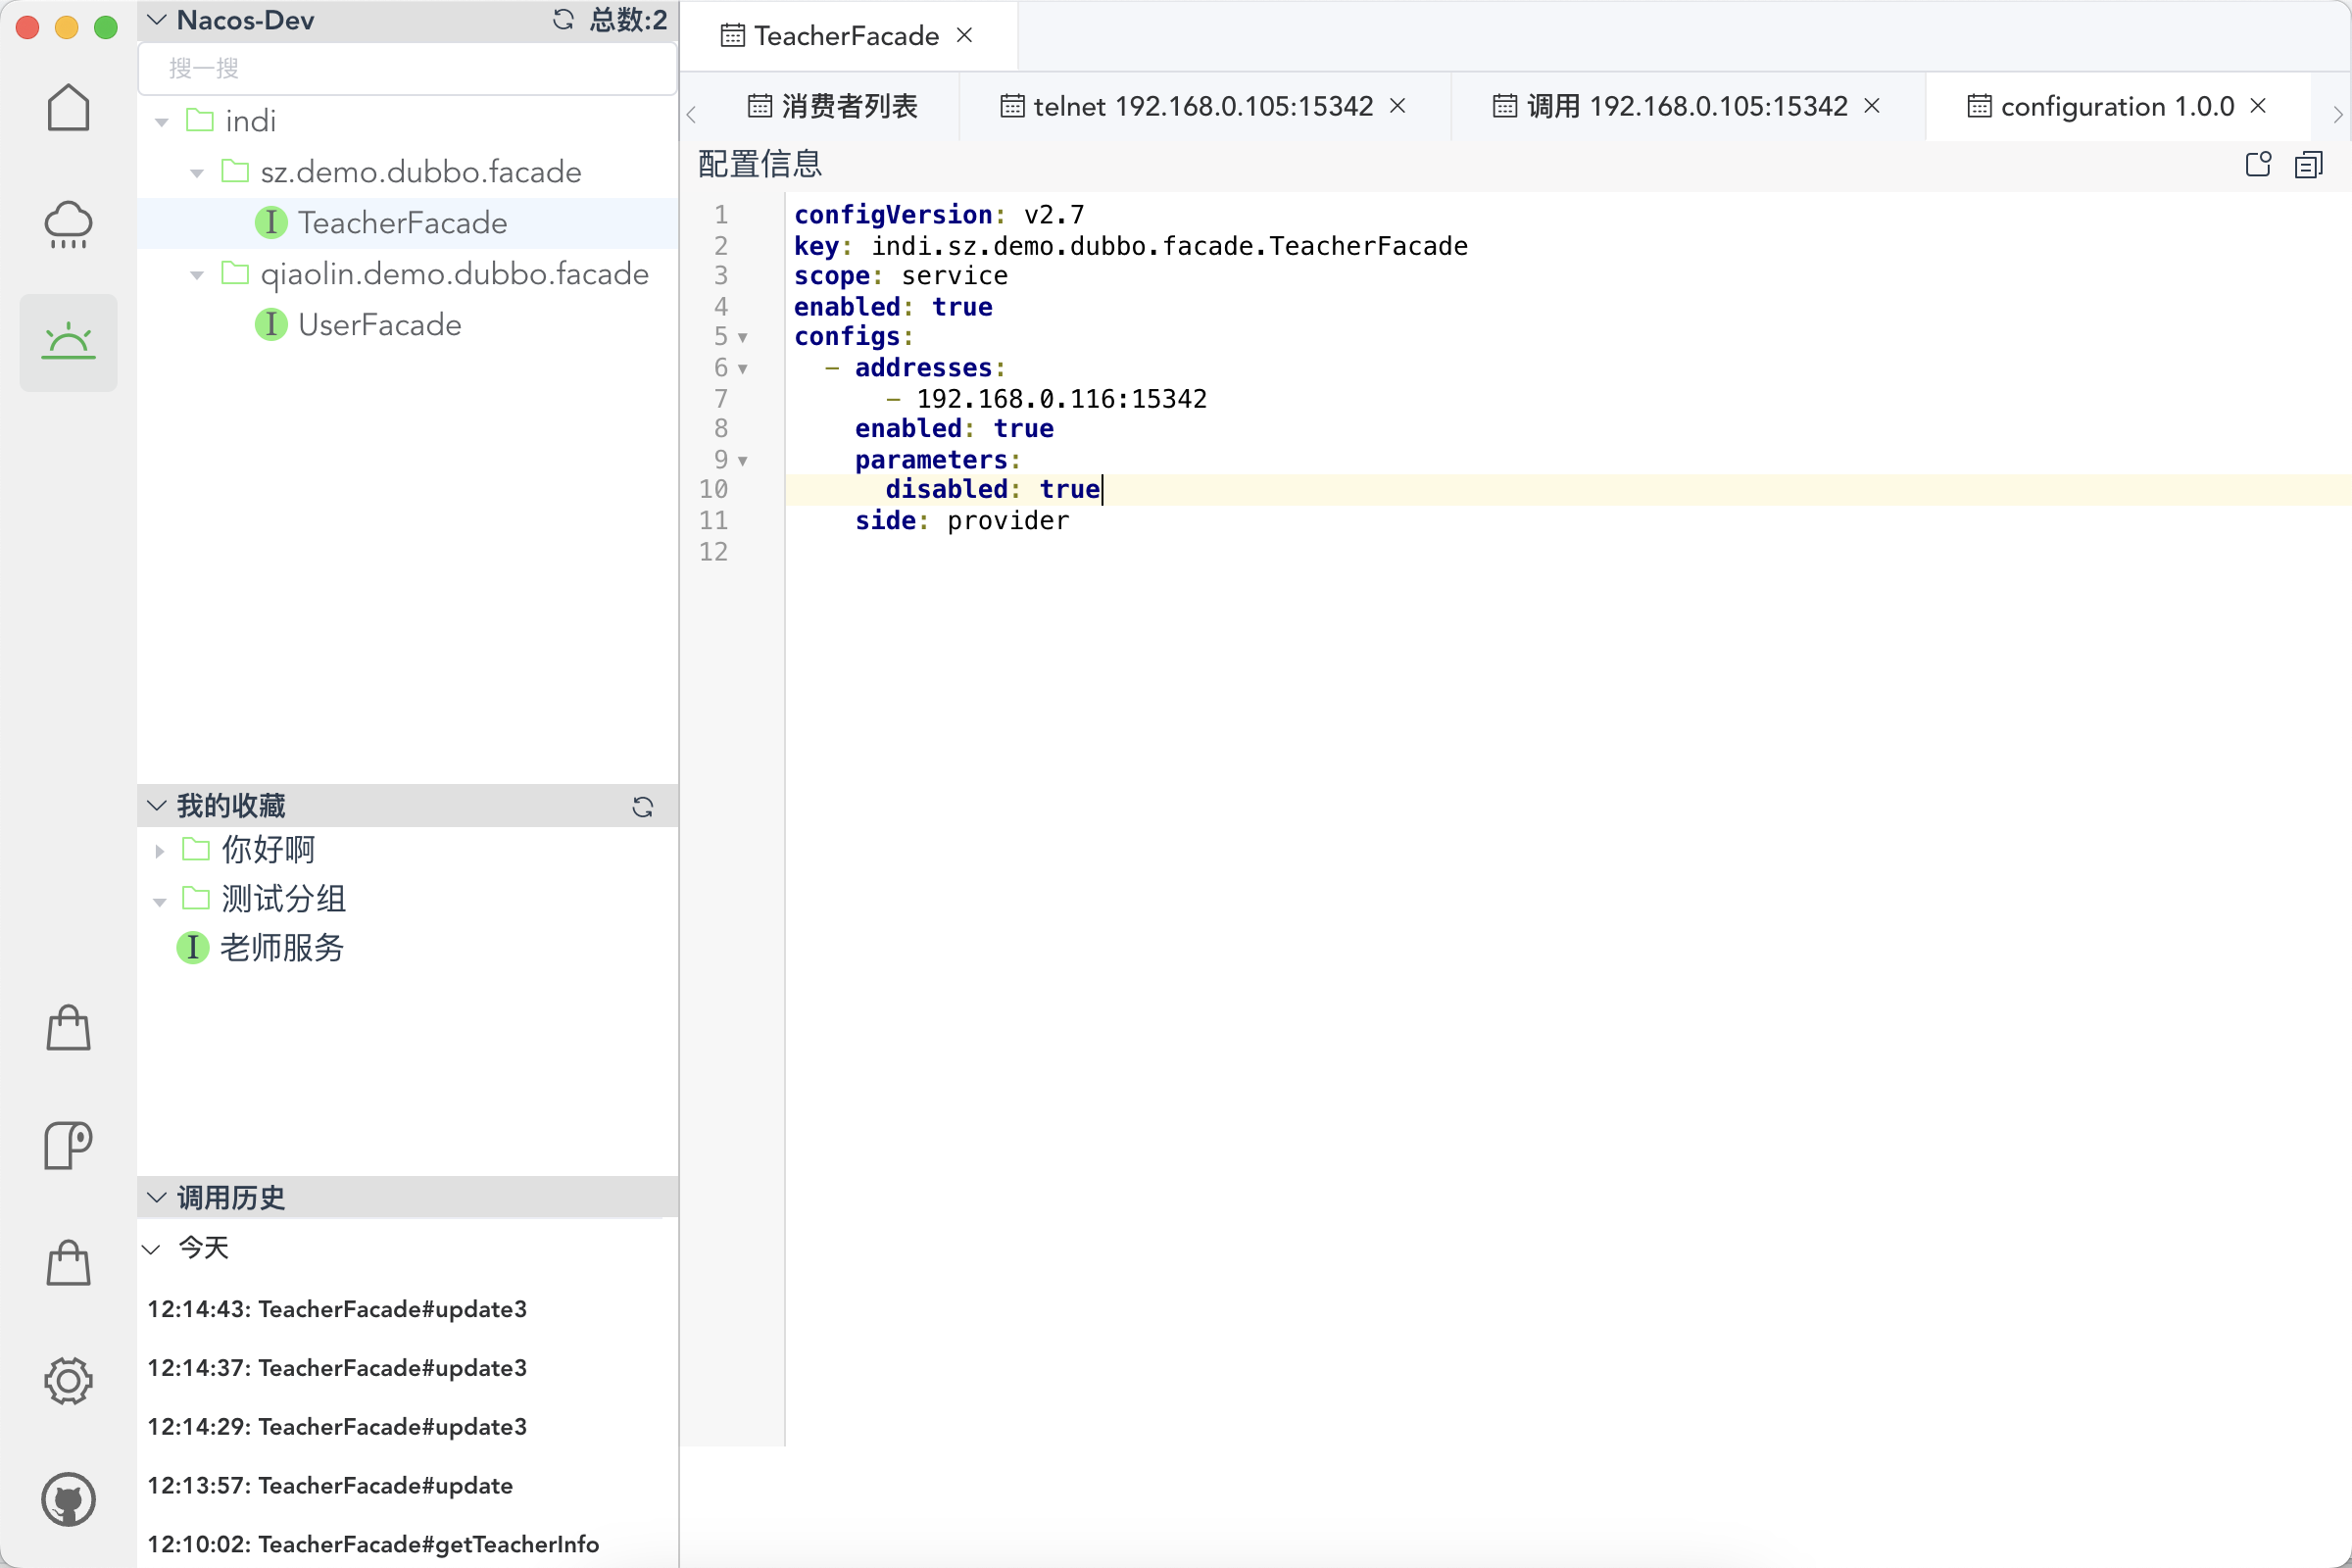 Nacos-Dev 总数:2
搜一搜
indi
sz.demo.dubbo.facade
I TeacherFacade
qiaolin.demo.dubbo.facade
I UserFacade
我的收藏
你好啊
测试分组
I 老师服务
调用历史
今天
12:14:43: TeacherFacade#update3
12:14:37: TeacherFacade#update3
12:14:29: TeacherFacade#update3
12:13:57: TeacherFacade#update
12:10:02: TeacherFacade#getTeacherInfo
TeacherFacade
消费者列表 telnet 192.168.0.105:15342 调用 192.168.0.105:15342 configuration 1.0.0
配置信息
1 configVersion: v2.7
2 key: indi.sz.demo.dubbo.facade.TeacherFacade
3 scope: service
4 enabled: true
5 configs:
6 - addresses:
7 - 192.168.0.116:15342
8 enabled: true
9 parameters:
10 disabled: true
11 side: provider
12